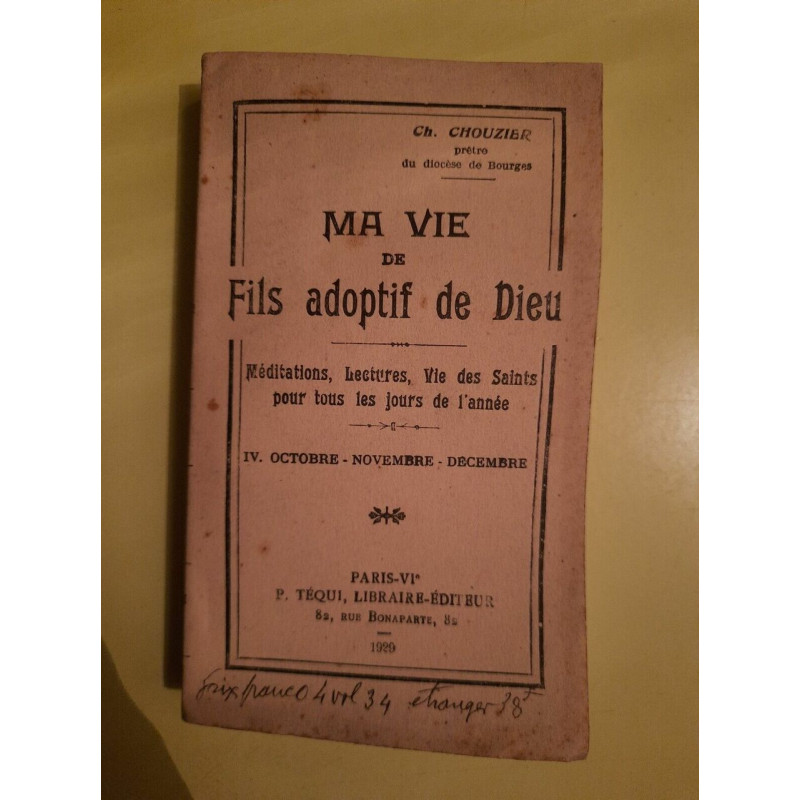 Ch. CHOUZIER
prêtre
du diocèse de Bourges
MA VIE
DE
Fils adoptif de Dieu
Méditations, Lectures, Vie des Saints
pour tous les jours de l'année
IV. OCTOBRE - NOVEMBRE - DÉCEMBRE
PARIS-VIe
P. TÉQUI, LIBRAIRE-ÉDITEUR
82, RUE BONAPARTE, 82
1929
prix franco 4 vol 34 étranger 38 F